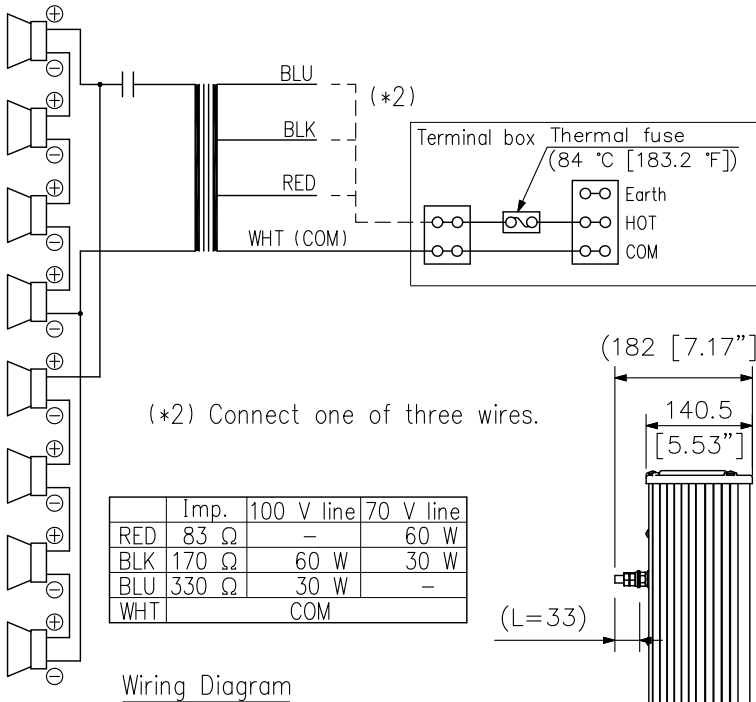 ⊕
⊖
⊕
⊖
⊕
⊖
⊕
⊖
⊕
⊖
⊕
⊖
⊕
⊖
⊕
⊖
BLU
(*2)
BLK
RED
WHT (COM)
Terminal box Thermal fuse
(84 °C [183.2 °F])
Earth
HOT
COM
(182 [7.17"]
140.5
[5.53"]
(*2) Connect one of three wires.
Imp. 100 V line 70 V line
RED 83 Ω – 60 W
BLK 170 Ω 60 W 30 W
BLU 330 Ω 30 W –
WHT COM
(L=33)
Wiring Diagram